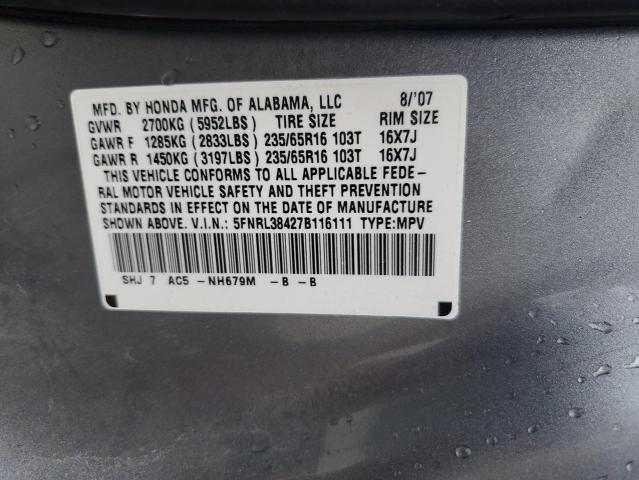 MFD. BY HONDA MFG. OF ALABAMA, LLC 8/'07
GVWR 2700KG (5952LBS) TIRE SIZE RIM SIZE
GAWR F 1285KG (2833LBS) 235/65R16 103T 16X7J
GAWR R 1450KG (3197LBS) 235/65R16 103T 16X7J
THIS VEHICLE CONFORMS TO ALL APPLICABLE FEDE-
RAL MOTOR VEHICLE SAFETY AND THEFT PREVENTION
STANDARDS IN EFFECT ON THE DATE OF MANUFACTURE
SHOWN ABOVE. V.I.N.: 5FNRL38427B116111 TYPE:MPV
SHJ 7 AC5 -NH679M -B -B